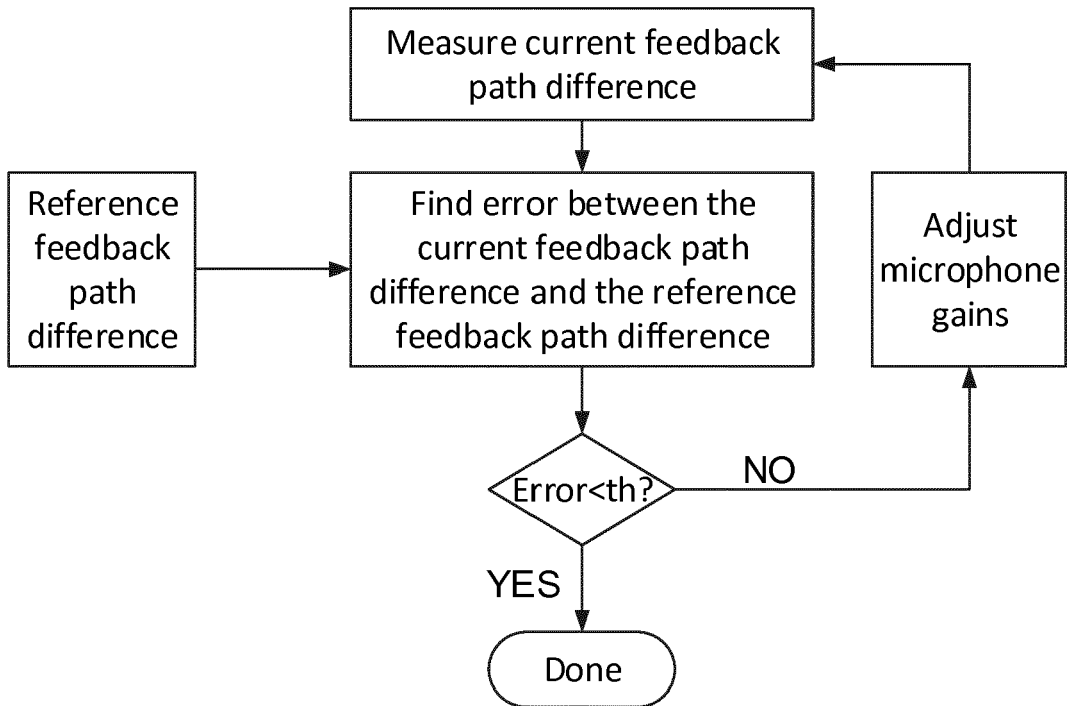 Measure current feedback
path difference
Reference
feedback
path
difference
Find error between the
current feedback path
difference and the reference
feedback path difference
Adjust
microphone
gains
Error<th?
NO
YES
Done